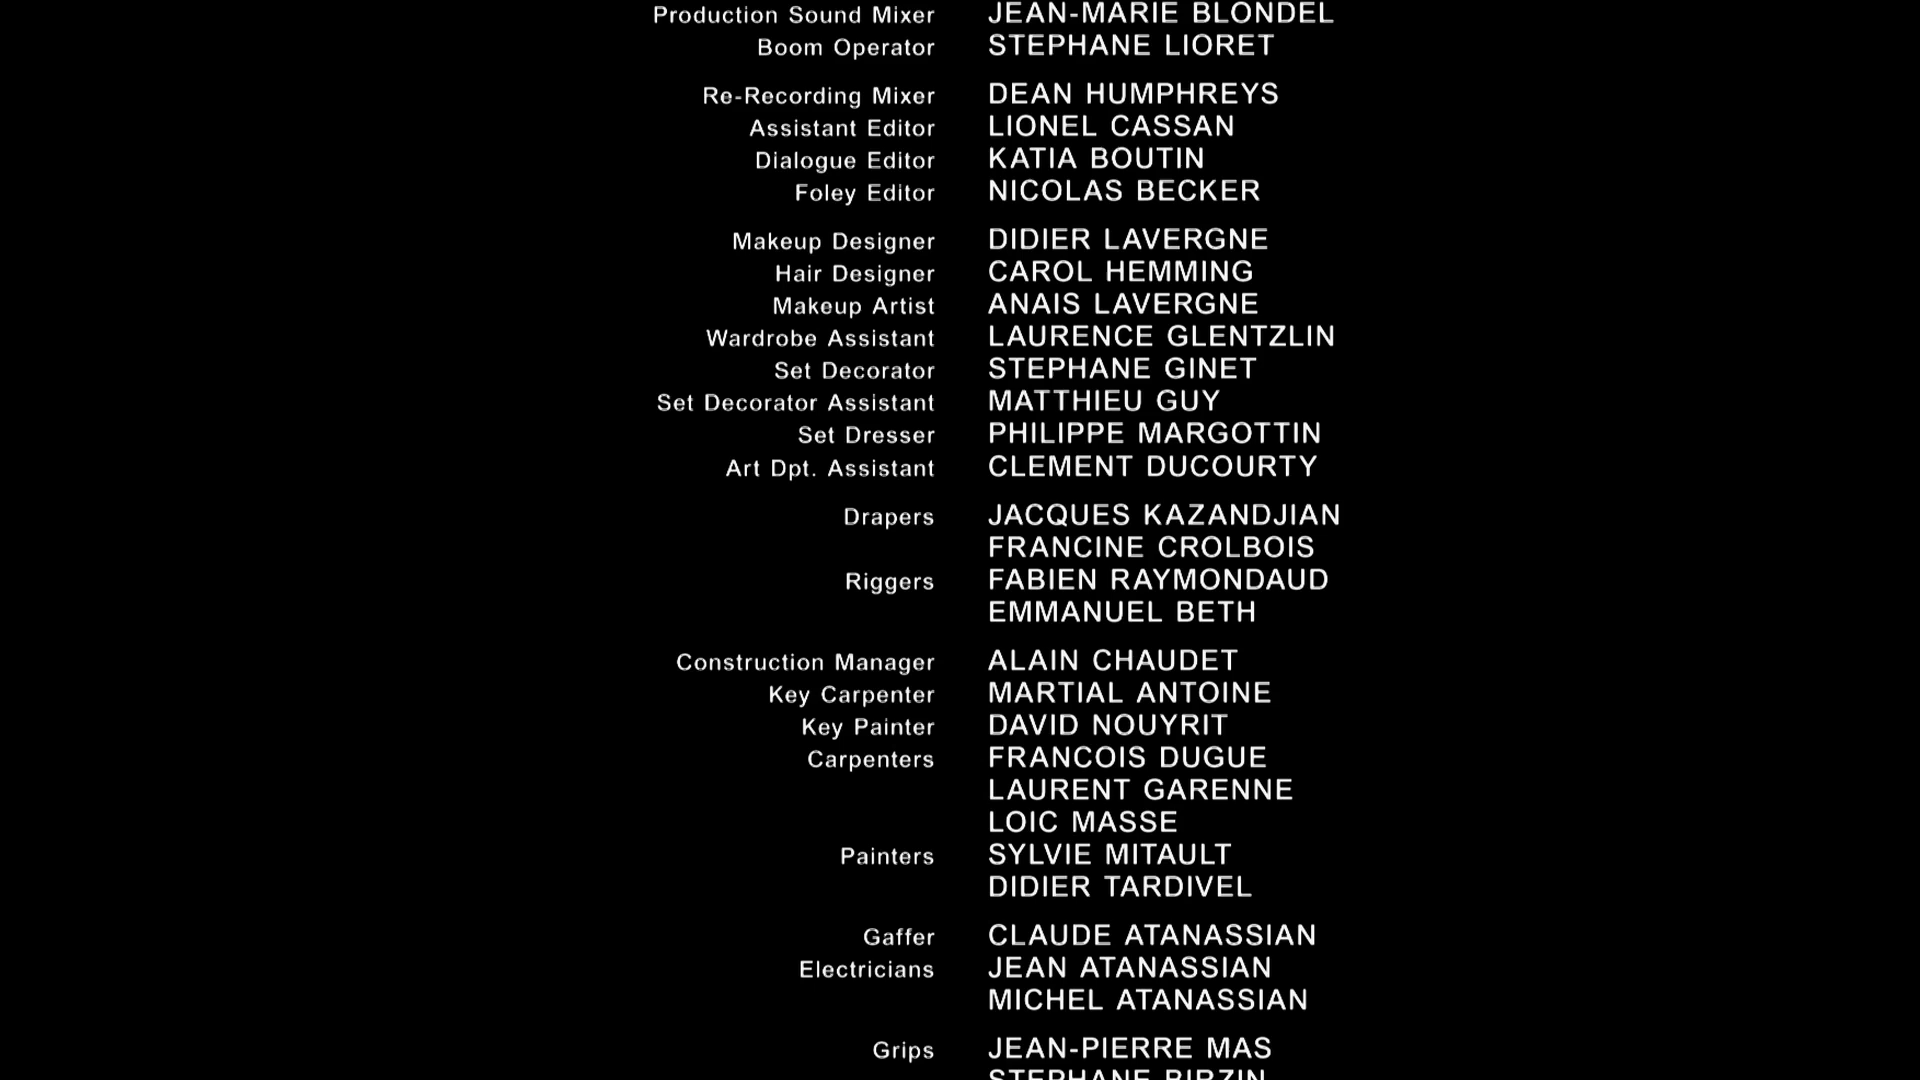 Production Sound Mixer JEAN-MARIE BLONDEL
Boom Operator STEPHANE LIORET
Re-Recording Mixer DEAN HUMPHREYS
Assistant Editor LIONEL CASSAN
Dialogue Editor KATIA BOUTIN
Foley Editor NICOLAS BECKER
Makeup Designer DIDIER LAVERGNE
Hair Designer CAROL HEMMING
Makeup Artist ANAIS LAVERGNE
Wardrobe Assistant LAURENCE GLENTZLIN
Set Decorator STEPHANE GINET
Set Decorator Assistant MATTHIEU GUY
Set Dresser PHILIPPE MARGOTTIN
Art Dpt. Assistant CLEMENT DUCOURTY
Drapers JACQUES KAZANDJIAN
FRANCINE CROLBOIS
Riggers FABIEN RAYMONDAUD
EMMANUEL BETH
Construction Manager ALAIN CHAUDET
Key Carpenter MARTIAL ANTOINE
Key Painter DAVID NOUYRIT
Carpenters FRANCOIS DUGUE
LAURENT GARENNE
LOIC MASSE
Painters SYLVIE MITAULT
DIDIER TARDIVEL
Gaffer CLAUDE ATANASSIAN
Electricians JEAN ATANASSIAN
MICHEL ATANASSIAN
Grips JEAN-PIERRE MAS
STEPHANE BIRZIN